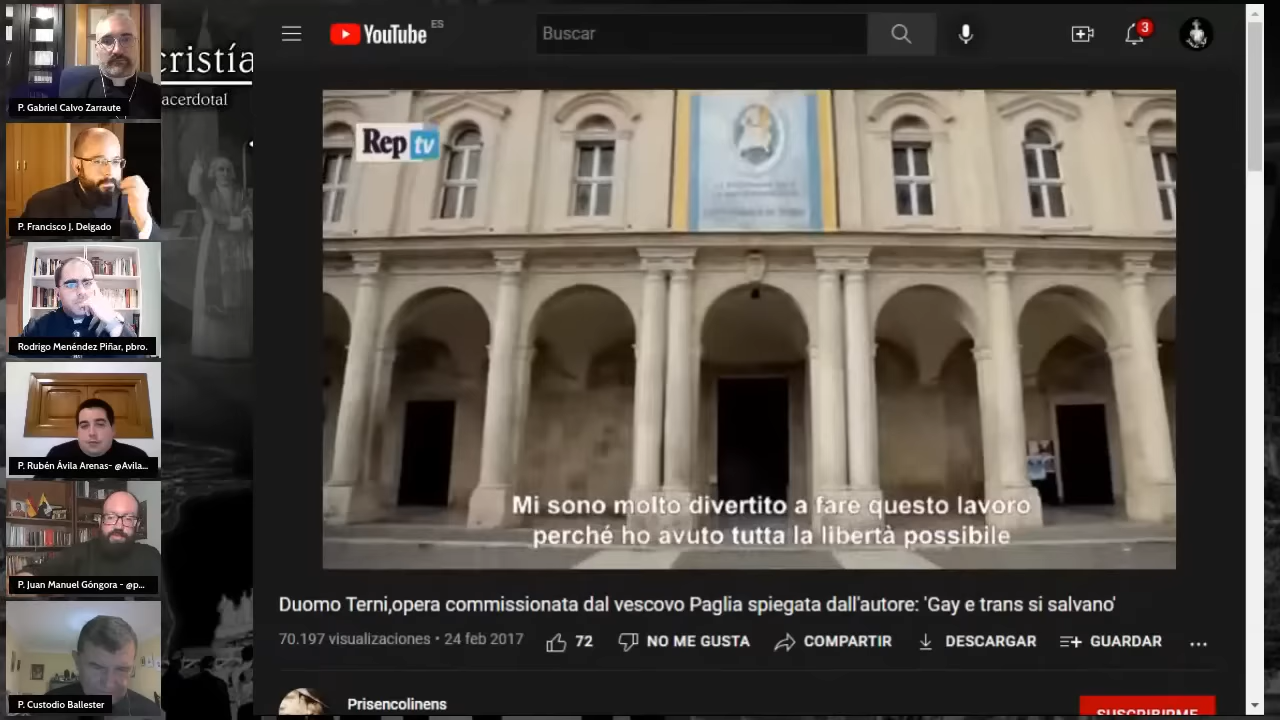 P. Gabriel Calvo Zarraute
P. Francisco J. Delgado
Rodrigo Menéndez Piñar, pbro.
P. Rubén Ávila Arenas- @Avila...
P. Juan Manuel Góngora - @p...
P. Custodio Ballester
cristía
acerdotal
YouTube ES
Buscar
3
Rep tv
Mi sono molto divertito a fare questo lavoro
perché ho avuto tutta la libertà possibile
Duomo Terni,opera commissionata dal vescovo Paglia spiegata dall'autore: 'Gay e trans si salvano'
70.197 visualizaciones • 24 feb 2017 72 NO ME GUSTA COMPARTIR DESCARGAR GUARDAR ...
Prisencolinens
SUSCRIBIRME